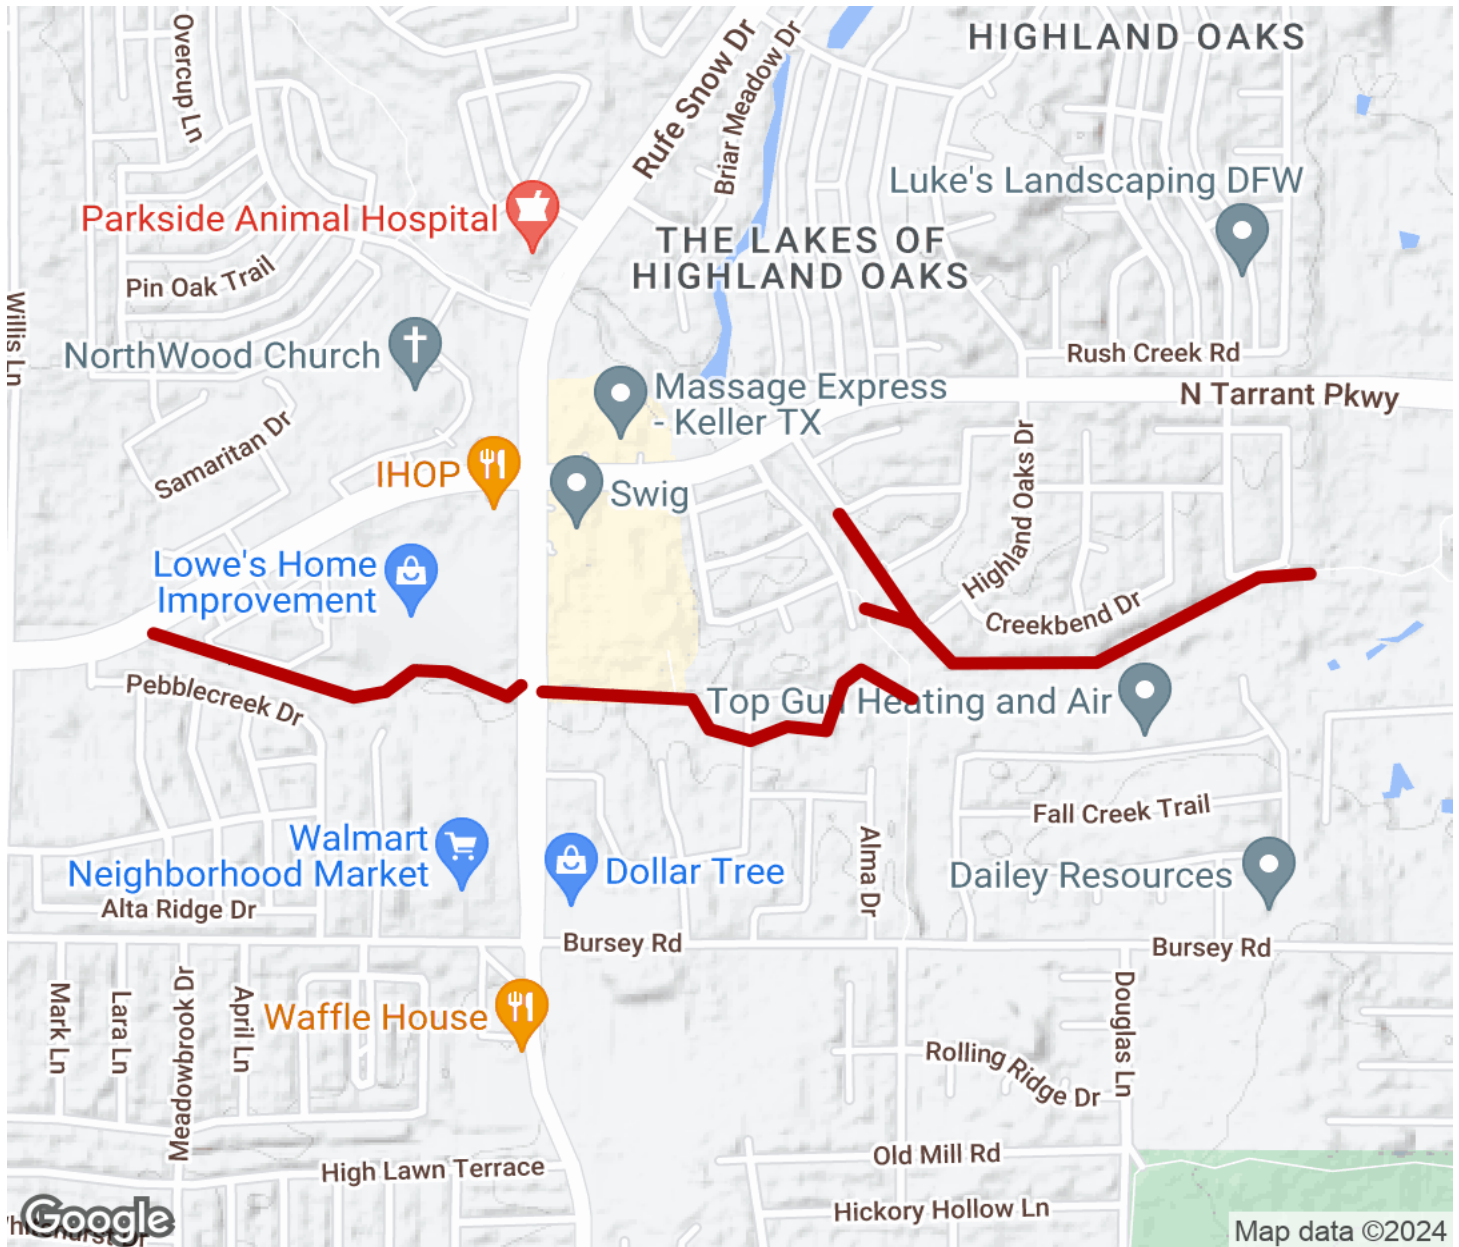 HIGHLAND OAKS
Overcup Ln
Rufe Snow Dr
Briar Meadow Dr
Luke's Landscaping DFW
Parkside Animal Hospital
THE LAKES OF
HIGHLAND OAKS
Pin Oak Trail
Willis Ln
NorthWood Church
Rush Creek Rd
Massage Express
- Keller TX
N Tarrant Pkwy
Samaritan Dr
IHOP
Swig
Highland Oaks Dr
Lowe's Home
Improvement
Creekbend Dr
Pebblecreek Dr
Top Gun Heating and Air
Fall Creek Trail
Walmart
Neighborhood Market
Dollar Tree
Alma Dr
Dailey Resources
Alta Ridge Dr
Bursey Rd
Bursey Rd
Mark Ln
Lara Ln
Meadowbrook Dr
April Ln
Waffle House
Douglas Ln
Rolling Ridge Dr
High Lawn Terrace
Old Mill Rd
Hickory Hollow Ln
Google
Map data ©2024